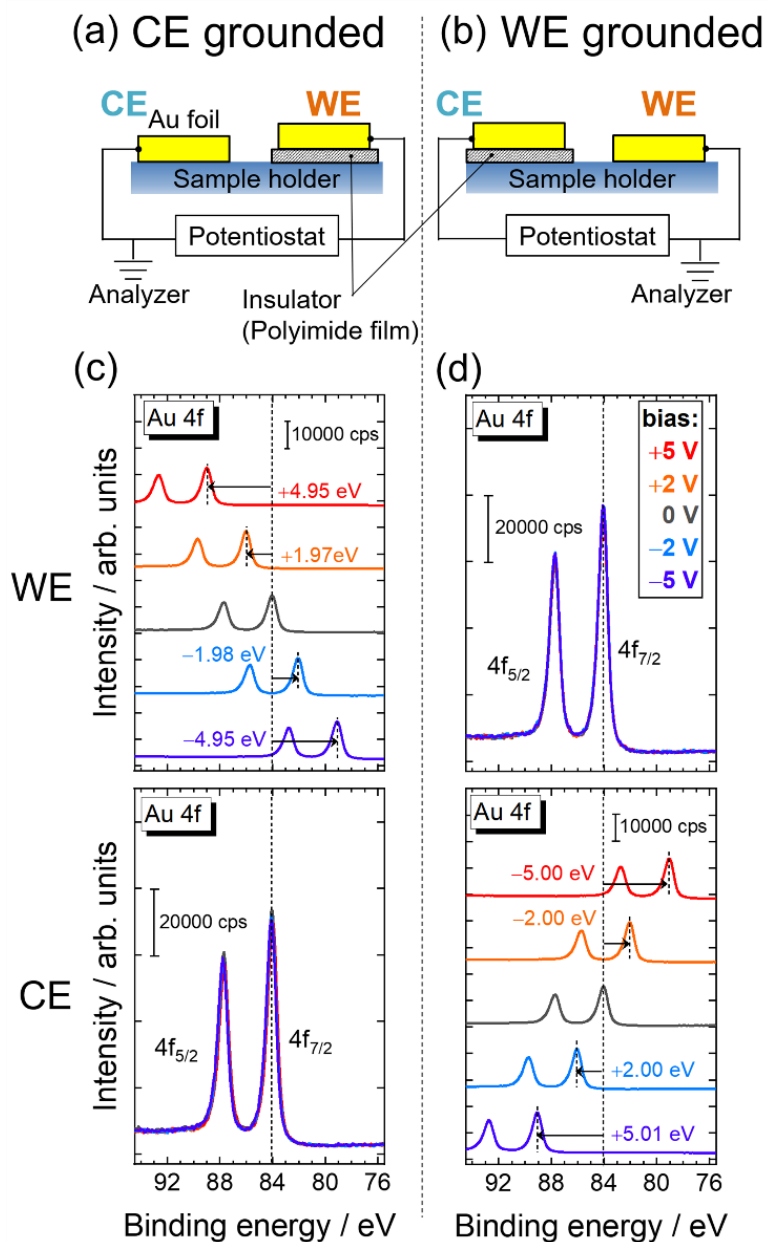 (a) CE grounded
(b) WE grounded
CE
WE
Au foil
Sample holder
Potentiostat
Analyzer
CE
WE
Sample holder
Potentiostat
Analyzer
Insulator
(Polyimide film)
(c)
(d)
WE
Intensity / arb. units
Au 4f
10000 cps
+4.95 eV
+1.97eV
−1.98 eV
−4.95 eV
Au 4f
bias:
+5 V
+2 V
0 V
−2 V
−5 V
20000 cps
4f5/2
4f7/2
CE
Intensity / arb. units
Au 4f
20000 cps
4f5/2
4f7/2
92 88 84 80 76
Binding energy / eV
Au 4f
10000 cps
−5.00 eV
−2.00 eV
+2.00 eV
+5.01 eV
92 88 84 80 76
Binding energy / eV